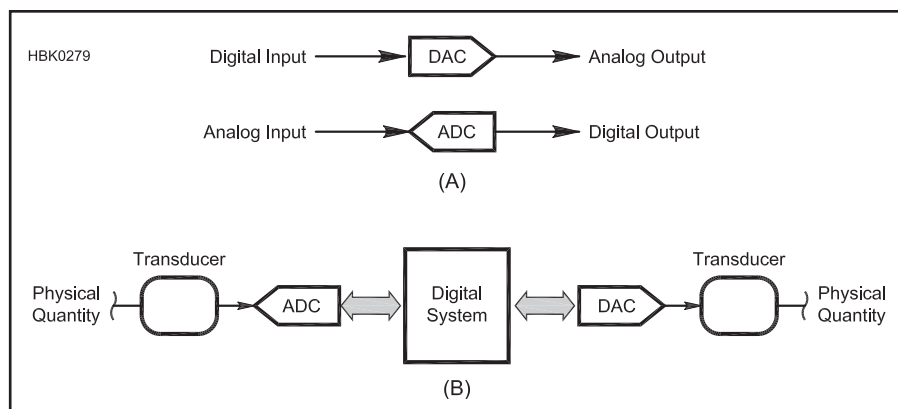 HBK0279
Digital Input DAC Analog Output
Analog Input ADC Digital Output
(A)
Transducer Transducer
Physical Quantity ADC Digital System DAC Physical Quantity
(B)